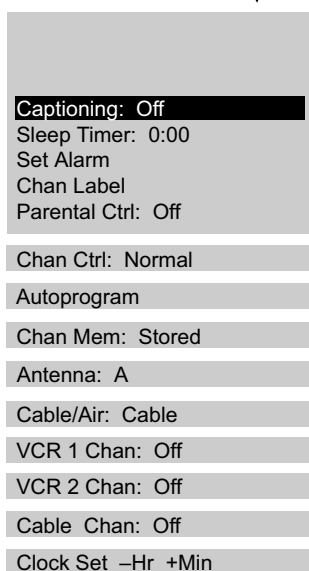 Captioning: Off
Sleep Timer: 0:00
Set Alarm
Chan Label
Parental Ctrl: Off
Chan Ctrl: Normal
Autoprogram
Chan Mem: Stored
Antenna: A
Cable/Air: Cable
VCR 1 Chan: Off
VCR 2 Chan: Off
Cable Chan: Off
Clock Set –Hr +Min